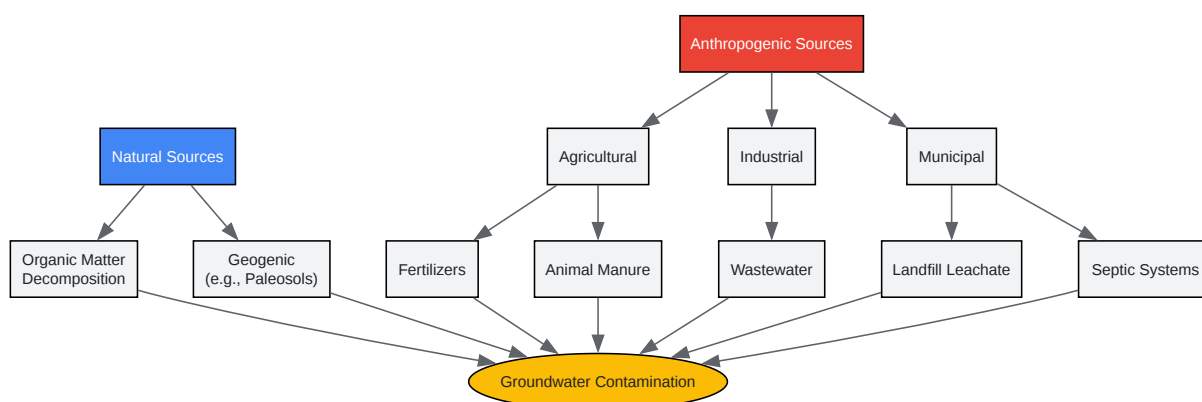 Anthropogenic Sources
Natural Sources
Agricultural
Industrial
Municipal
Organic Matter
Decomposition
Geogenic
(e.g., Paleosols)
Fertilizers
Animal Manure
Wastewater
Landfill Leachate
Septic Systems
Groundwater Contamination